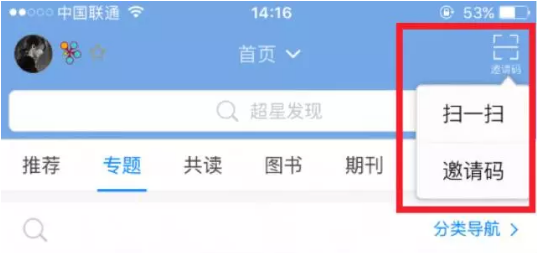 中国联通 14:16 53%
首页
邀请码
超星发现
扫一扫
推荐 专题 共读 图书 期刊
邀请码
分类导航 >